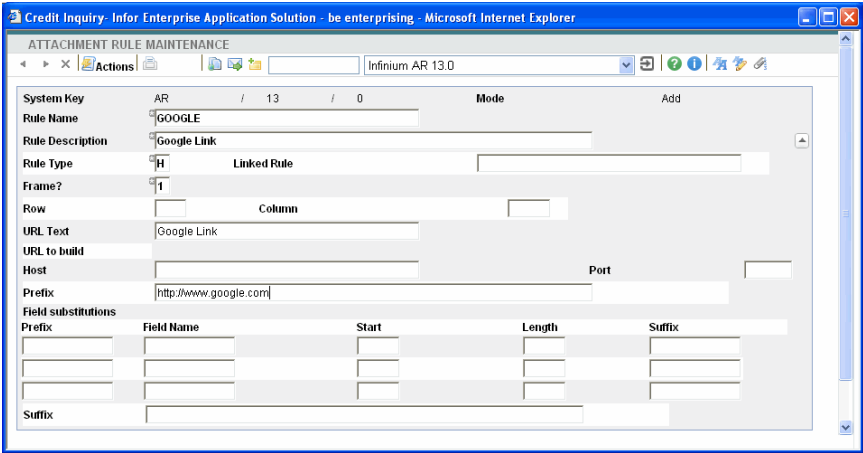 Credit Inquiry- Infor Enterprise Application Solution - be enterprising - Microsoft Internet Explorer
ATTACHMENT RULE MAINTENANCE
Actions Infinium AR 13.0
System Key AR / 13 / 0 Mode Add
Rule Name GOOGLE
Rule Description Google Link
Rule Type H Linked Rule
Frame? 1
Row Column
URL Text Google Link
URL to build
Host Port
Prefix http://www.google.com
Field substitutions
Prefix Field Name Start Length Suffix
Suffix